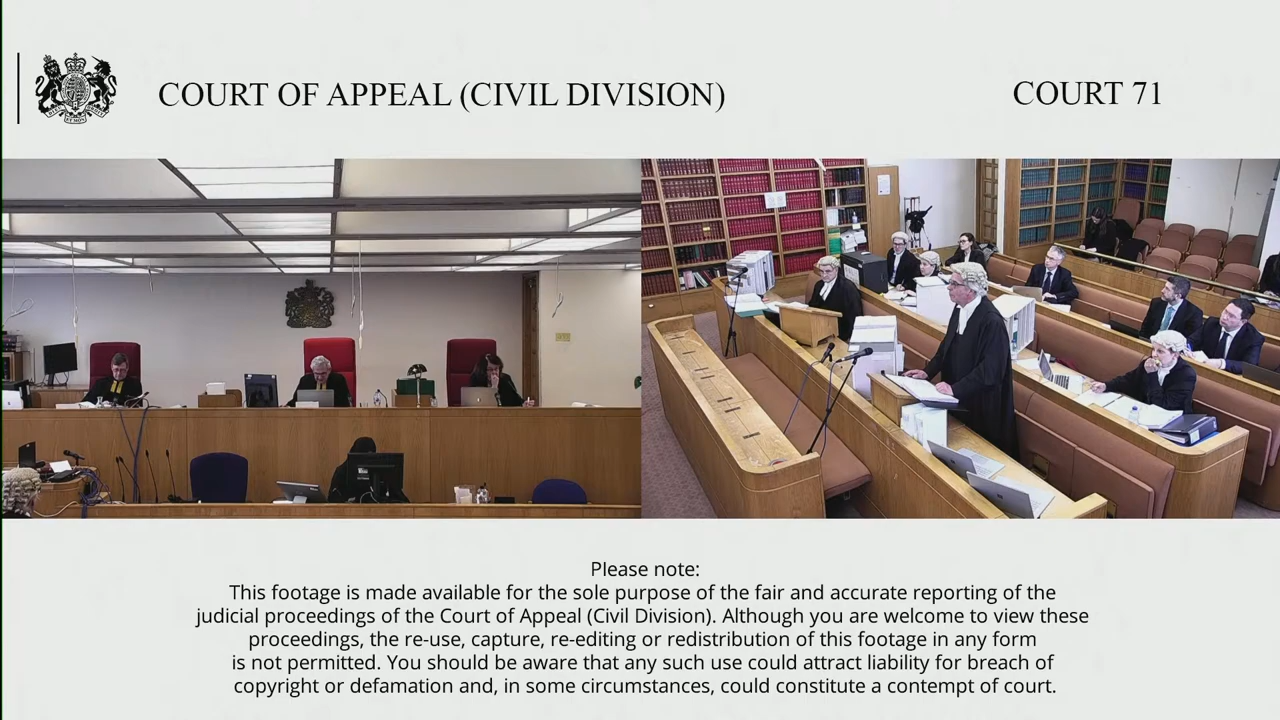 COURT OF APPEAL (CIVIL DIVISION)
COURT 71
Please note:
This footage is made available for the sole purpose of the fair and accurate reporting of the
judicial proceedings of the Court of Appeal (Civil Division). Although you are welcome to view these
proceedings, the re-use, capture, re-editing or redistribution of this footage in any form
is not permitted. You should be aware that any such use could attract liability for breach of
copyright or defamation and, in some circumstances, could constitute a contempt of court.